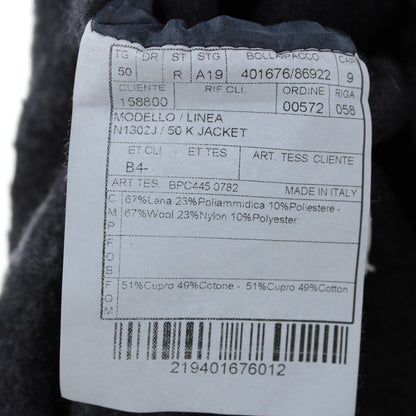 TG DR ST STG BOLLA/PACCO CAP
50 R A19 401676/86922 9
CLIENTE RIF.CLI. ORDINE RIGA
158800 00572 058
MODELLO / LINEA
N1302J / 50 K JACKET
ET CLI - ET TES ART. TESS. CLIENTE
B4-
ART. TES. BPC445 0782 MADE IN ITALY
C M P 67%Lana 23%Poliammidica 10%Poliestere -
67%Wool 23%Nylon 10%Polyester
F O S
F O M 51%Cupro 49%Cotone - 51%Cupro 49%Cotton
219401676012